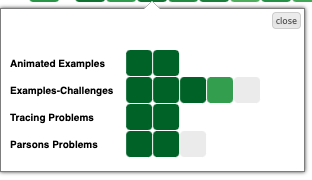 close
Animated Examples
Examples-Challenges
Tracing Problems
Parsons Problems